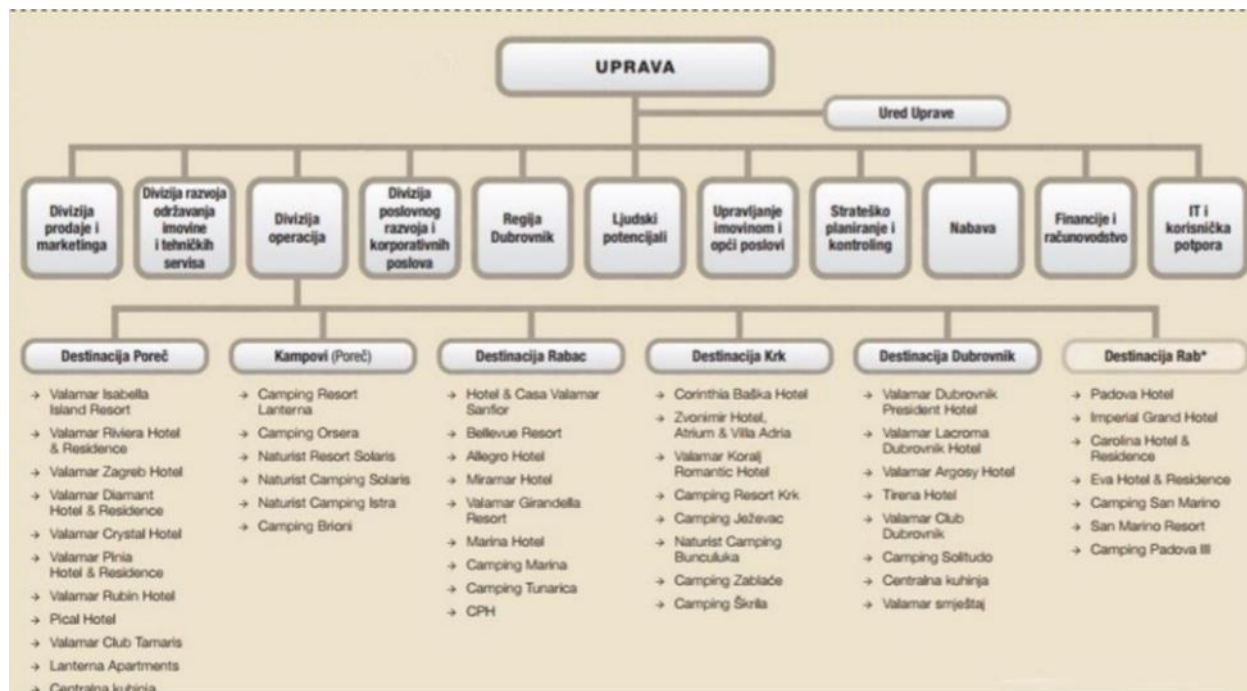 UPRAVA
Ured Uprave
Divizija
prodaje i
marketinga
Divizija razvoja
održavanja
imovine
i tehničkih
servisa
Divizija
operacija
Divizija
poslovnog
razvoja i
korporativnih
poslova
Regija
Dubrovnik
Ljudski
potencijali
Upravljanje
imovinom i
opći poslovi
Strateško
planiranje i
kontroling
Nabava
Financije i
računovodstvo
IT i
korisnička
potpora
Destinacija Poreč
→ Valamar Isabella
Island Resort
→ Valamar Riviera Hotel
& Residence
→ Valamar Zagreb Hotel
→ Valamar Diamant
Hotel & Residence
→ Valamar Crystal Hotel
→ Valamar Pinia
Hotel & Residence
→ Valamar Rubin Hotel
→ Pical Hotel
→ Valamar Club Tamaris
→ Lanterna Apartments
→ Centralna kuhinja
Kampovi (Poreč)
→ Camping Resort
Lanterna
→ Camping Orsera
→ Naturist Resort Solaris
→ Naturist Camping Solaris
→ Naturist Camping Istra
→ Camping Brioni
Destinacija Rabac
→ Hotel & Casa Valamar
Sanfior
→ Bellevue Resort
→ Allegro Hotel
→ Miramar Hotel
→ Valamar Girandella
Resort
→ Marina Hotel
→ Camping Marina
→ Camping Tunarica
→ CPH
Destinacija Krk
→ Corinthia Baška Hotel
→ Zvonimir Hotel,
Atrium & Villa Adria
→ Valamar Koralj
Romantic Hotel
→ Camping Resort Krk
→ Camping Ježevac
→ Naturist Camping
Bunculuka
→ Camping Zablaće
→ Camping Škrila
Destinacija Dubrovnik
→ Valamar Dubrovnik
President Hotel
→ Valamar Lacroma
Dubrovnik Hotel
→ Valamar Argosy Hotel
→ Tirena Hotel
→ Valamar Club
Dubrovnik
→ Camping Solitudo
→ Centralna kuhinja
→ Valamar smještaj
Destinacija Rab*
→ Padova Hotel
→ Imperial Grand Hotel
→ Carolina Hotel &
Residence
→ Eva Hotel & Residence
→ Camping San Marino
→ San Marino Resort
→ Camping Padova III